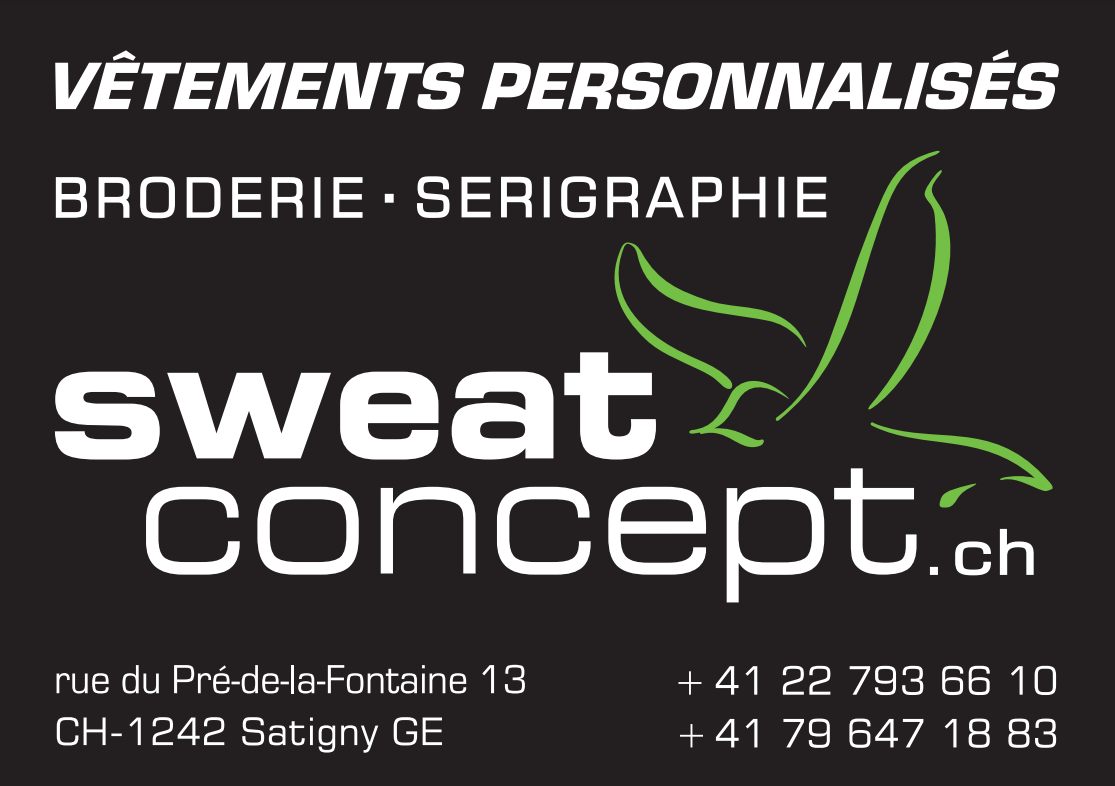 VÊTEMENTS PERSONNALISÉS
BRODERIE · SERIGRAPHIE
sweat
concept.ch
rue du Pré-de-la-Fontaine 13
CH-1242 Satigny GE
+ 41 22 793 66 10
+ 41 79 647 18 83